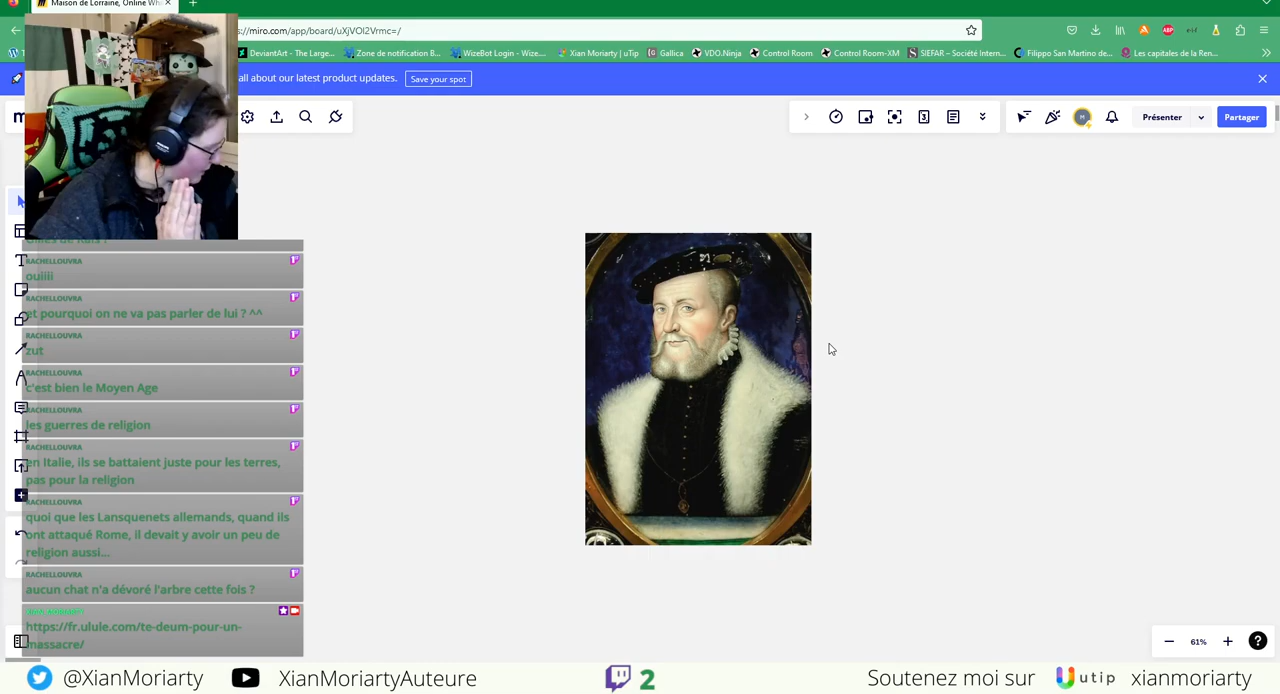 Maison de Lorraine, Online Whi
s://miro.com/app/board/uXjVOl2Vrmc=/
DeviantArt - The Large...
Zone de notification B...
WizeBot Login - Wize....
Xian Moriarty | uTip
Gallica
VDO.Ninja
Control Room
Control Room-XM
SIEFAR – Société Intern...
Filippo San Martino de...
Les capitales de la Ren...
all about our latest product updates.
Save your spot
Présenter
Partager
RACHELLOUVRA
ouiiii
RACHELLOUVRA
et pourquoi on ne va pas parler de lui ? ^^
RACHELLOUVRA
zut
RACHELLOUVRA
c'est bien le Moyen Age
RACHELLOUVRA
les guerres de religion
RACHELLOUVRA
en Italie, ils se battaient juste pour les terres,
pas pour la religion
RACHELLOUVRA
quoi que les Lansquenets allemands, quand ils
ont attaqué Rome, il devait y avoir un peu de
religion aussi...
RACHELLOUVRA
aucun chat n'a dévoré l'arbre cette fois ?
XIAN MORIARTY
https://fr.ulule.com/te-deum-pour-un-
massacre/
61%
@XianMoriarty
XianMoriartyAuteure
2
Soutenez moi sur
utip
xianmoriarty